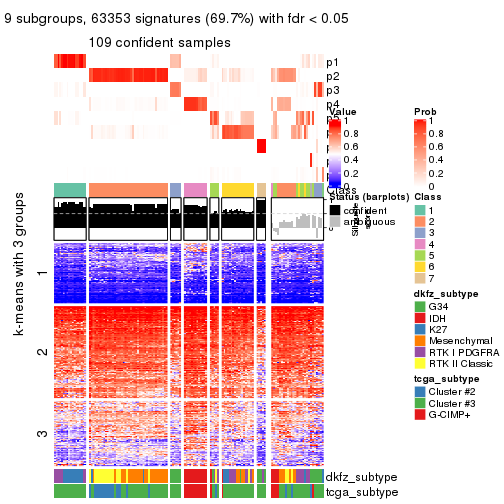 9 subgroups, 63353 signatures (69.7%) with fdr < 0.05
109 confident samples
p1
p2
p3
p4
Class
k-means with 3 groups
1
2
3
dkfz_subtype
tcga_subtype
Value
1
0.8
0.6
0.4
0.2
0
Status (barplots)
confident
ambiguous
Prob
1
0.8
0.6
0.4
0.2
0
Class
1
2
3
4
5
6
7
dkfz_subtype
G34
IDH
K27
Mesenchymal
RTK I PDGFRA
RTK II Classic
tcga_subtype
Cluster #2
Cluster #3
G-CIMP+